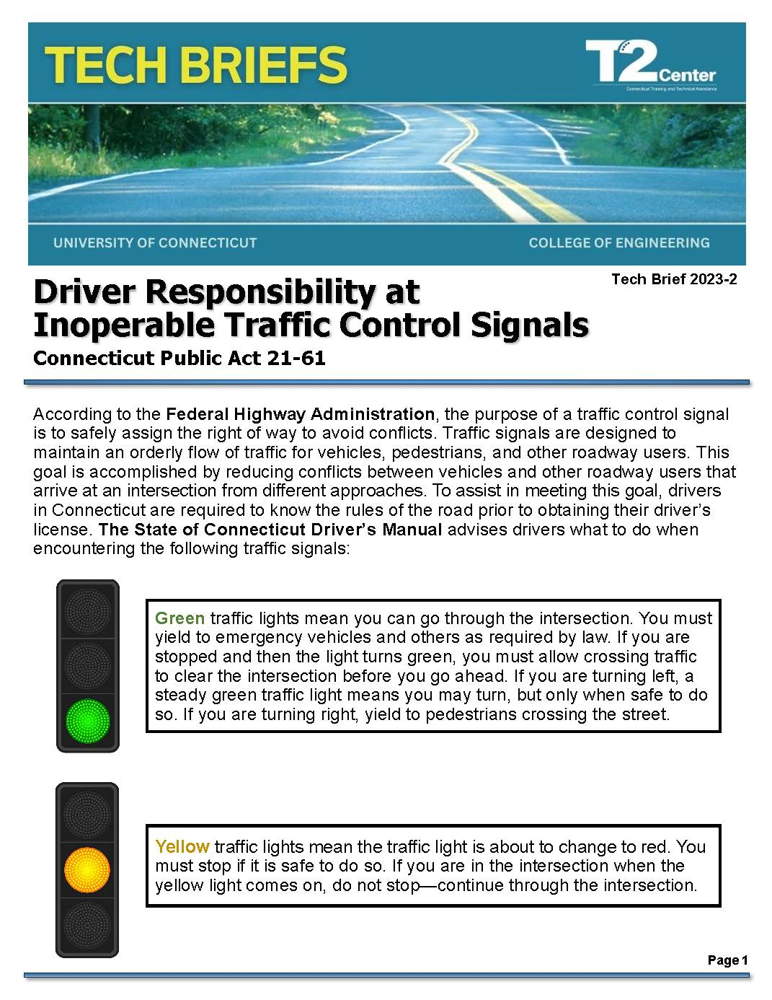 TECH BRIEFS
T2 Center
Connecticut Training and Technical Assistance
UNIVERSITY OF CONNECTICUT
COLLEGE OF ENGINEERING
Tech Brief 2023-2
Driver Responsibility at
Inoperable Traffic Control Signals
Connecticut Public Act 21-61
According to the Federal Highway Administration, the purpose of a traffic control signal
is to safely assign the right of way to avoid conflicts. Traffic signals are designed to
maintain an orderly flow of traffic for vehicles, pedestrians, and other roadway users. This
goal is accomplished by reducing conflicts between vehicles and other roadway users that
arrive at an intersection from different approaches. To assist in meeting this goal, drivers
in Connecticut are required to know the rules of the road prior to obtaining their driver’s
license. The State of Connecticut Driver’s Manual advises drivers what to do when
encountering the following traffic signals:
Green traffic lights mean you can go through the intersection. You must
yield to emergency vehicles and others as required by law. If you are
stopped and then the light turns green, you must allow crossing traffic
to clear the intersection before you go ahead. If you are turning left, a
steady green traffic light means you may turn, but only when safe to do
so. If you are turning right, yield to pedestrians crossing the street.
Yellow traffic lights mean the traffic light is about to change to red. You
must stop if it is safe to do so. If you are in the intersection when the
yellow light comes on, do not stop—continue through the intersection.
Page 1